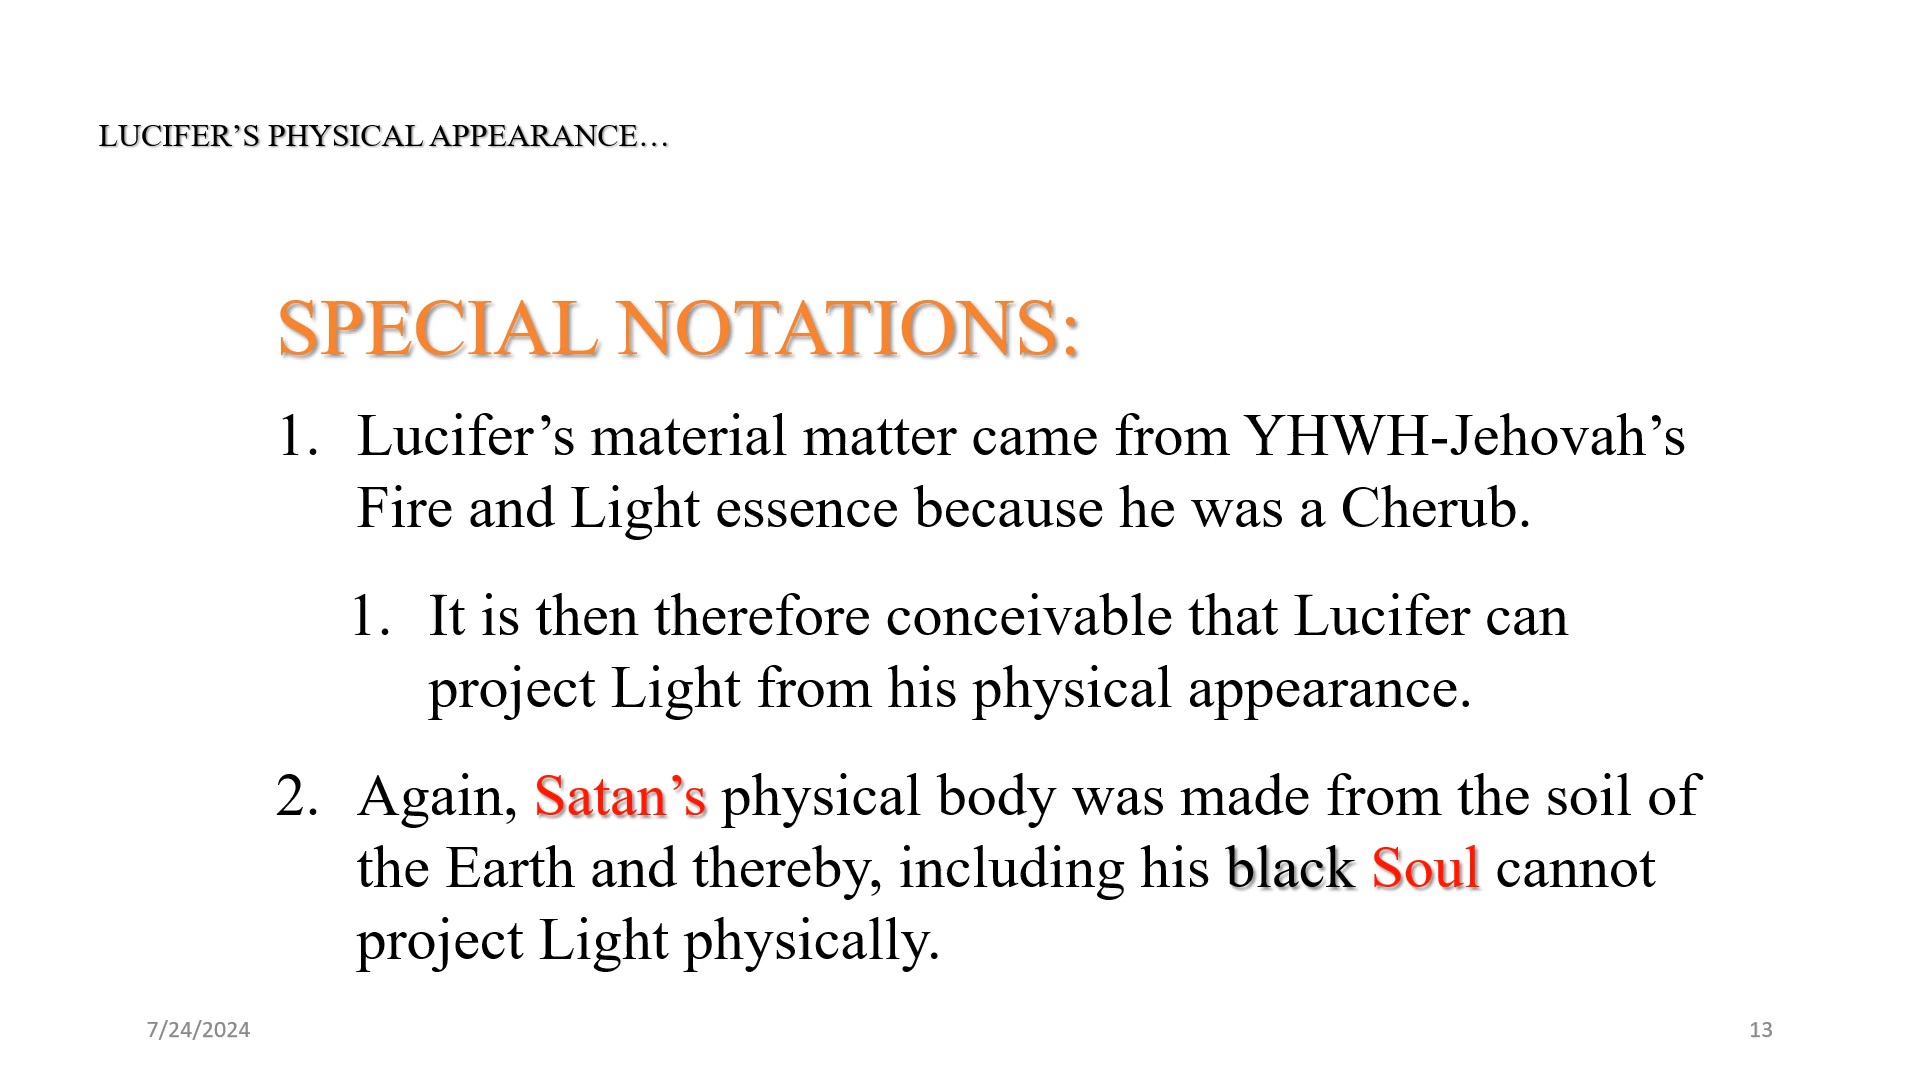 LUCIFER’S PHYSICAL APPEARANCE…
SPECIAL NOTATIONS:
1. Lucifer’s material matter came from YHWH-Jehovah’s
Fire and Light essence because he was a Cherub.
1. It is then therefore conceivable that Lucifer can
project Light from his physical appearance.
2. Again, Satan’s physical body was made from the soil of
the Earth and thereby, including his black Soul cannot
project Light physically.
7/24/2024
13